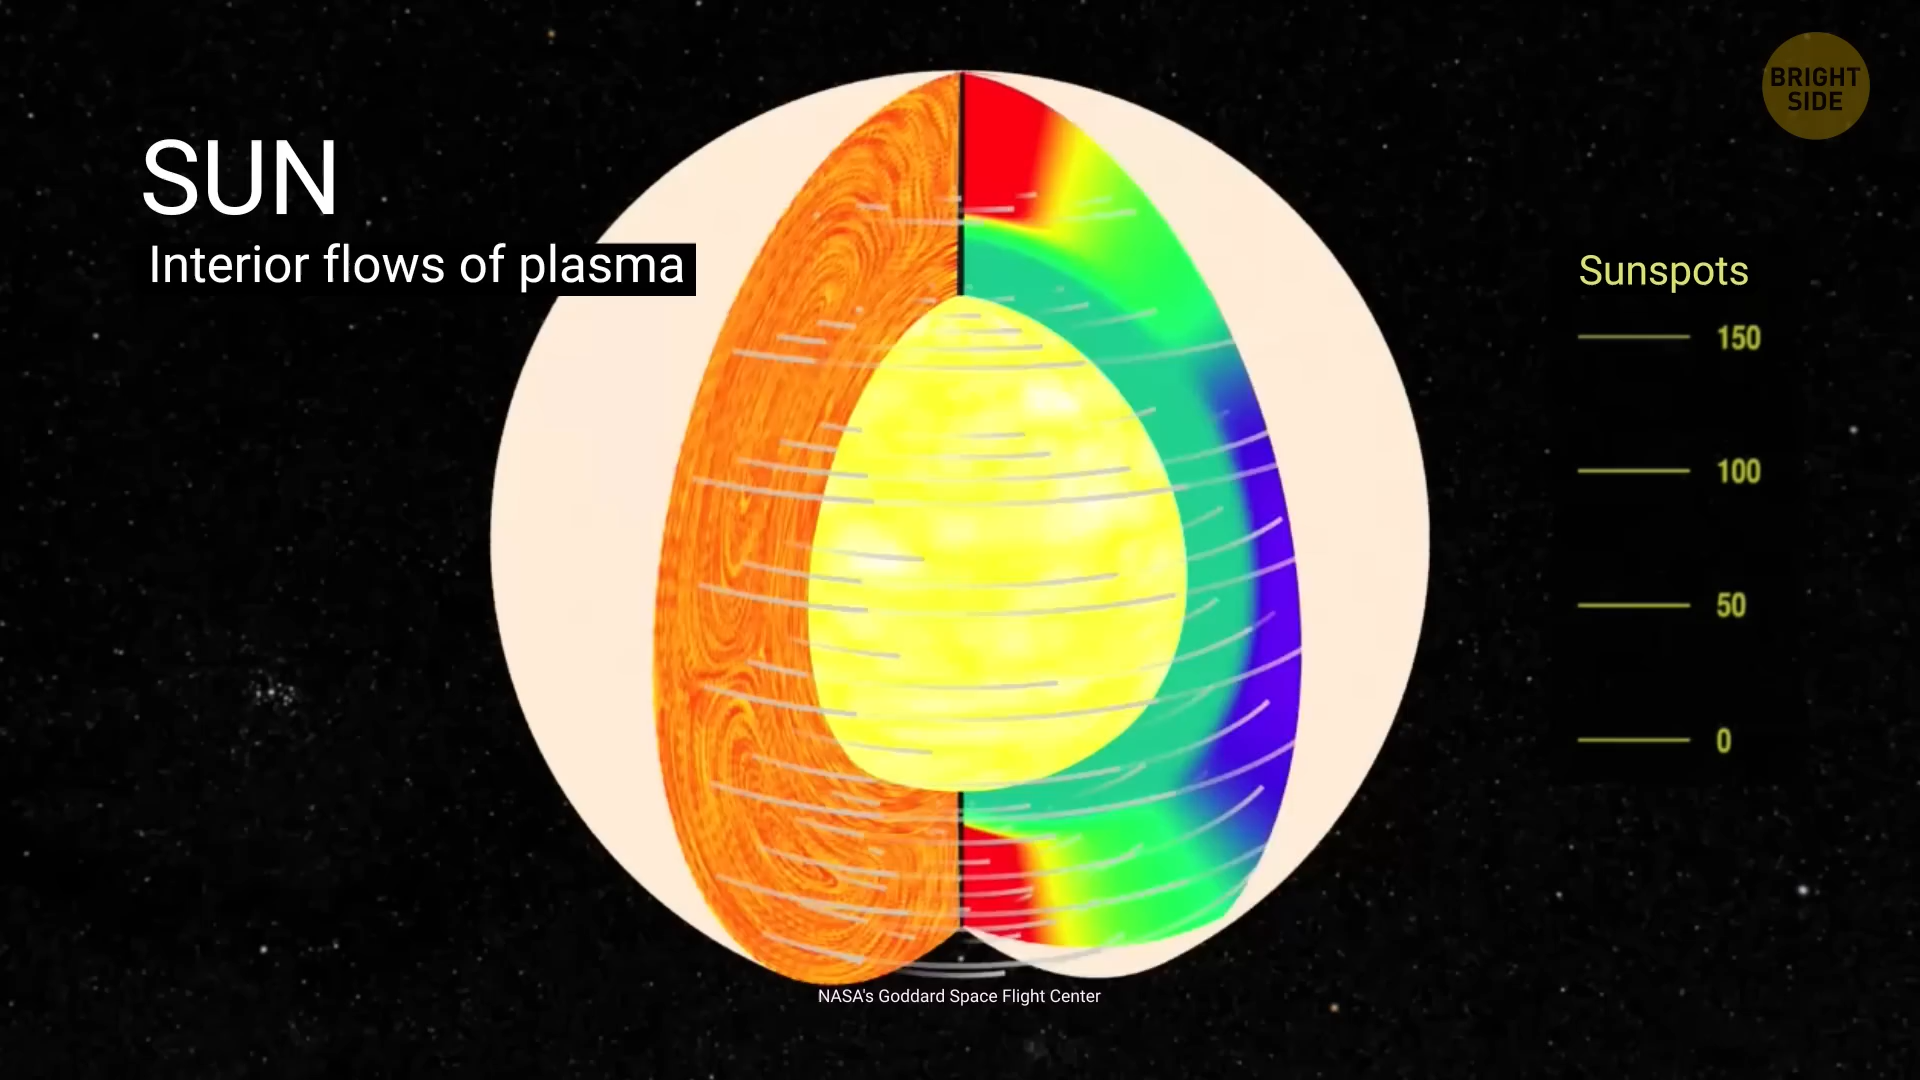 BRIGHT
SIDE
SUN
Interior flows of plasma
Sunspots
150
100
50
0
NASA's Goddard Space Flight Center